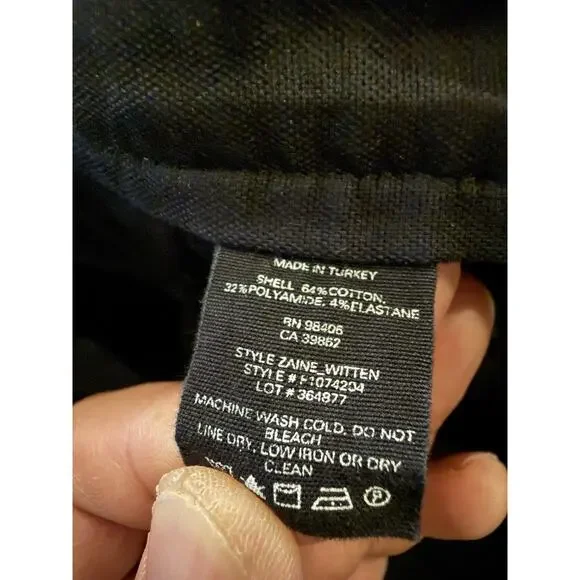 MADE IN TURKEY
SHELL 64% COTTON,
32% POLYAMIDE, 4% ELASTANE
RN 98406
CA 39862
STYLE ZAINE_WITTEN
STYLE # H1074204
LOT # 364877
MACHINE WASH COLD. DO NOT
BLEACH
LINE DRY. LOW IRON OR DRY
CLEAN
P